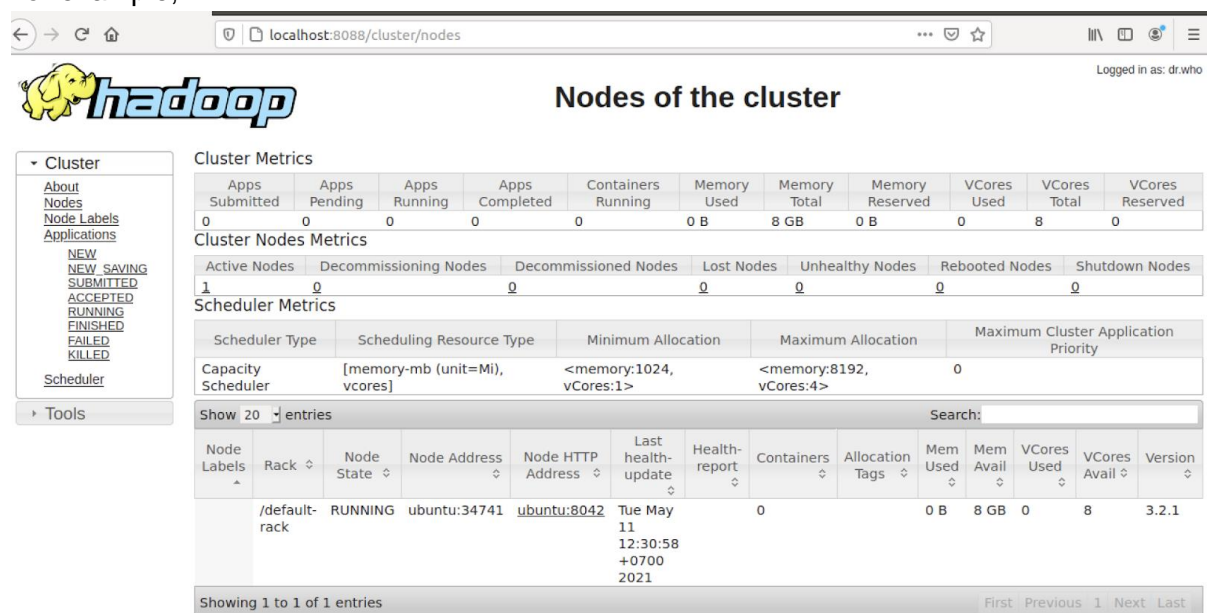 localhost:8088/cluster/nodes
Logged in as: dr.who
hadoop
Nodes of the cluster
Cluster
About
Nodes
Node Labels
Applications
NEW
NEW_SAVING
SUBMITTED
ACCEPTED
RUNNING
FINISHED
FAILED
KILLED
Scheduler
Tools
Cluster Metrics
Apps Submitted Apps Pending Apps Running Apps Completed Containers Running Memory Used Memory Total Memory Reserved VCores Used VCores Total VCores Reserved
0 0 0 0 0 0 B 8 GB 0 B 0 8 0
Cluster Nodes Metrics
Active Nodes Decommissioning Nodes Decommissioned Nodes Lost Nodes Unhealthy Nodes Rebooted Nodes Shutdown Nodes
1 0 0 0 0 0 0
Scheduler Metrics
Scheduler Type Scheduling Resource Type Minimum Allocation Maximum Allocation Maximum Cluster Application Priority
Capacity Scheduler [memory-mb (unit=Mi), vcores] <memory:1024, vCores:1> <memory:8192, vCores:4> 0
Show 20 entries Search:
Node Labels Rack Node State Node Address Node HTTP Address Last health-update Health-report Containers Allocation Tags Mem Used Mem Avail VCores Used VCores Avail Version
/default-rack RUNNING ubuntu:34741 ubuntu:8042 Tue May 11 12:30:58 +0700 2021 0 0 B 8 GB 0 8 3.2.1
Showing 1 to 1 of 1 entries First Previous 1 Next Last